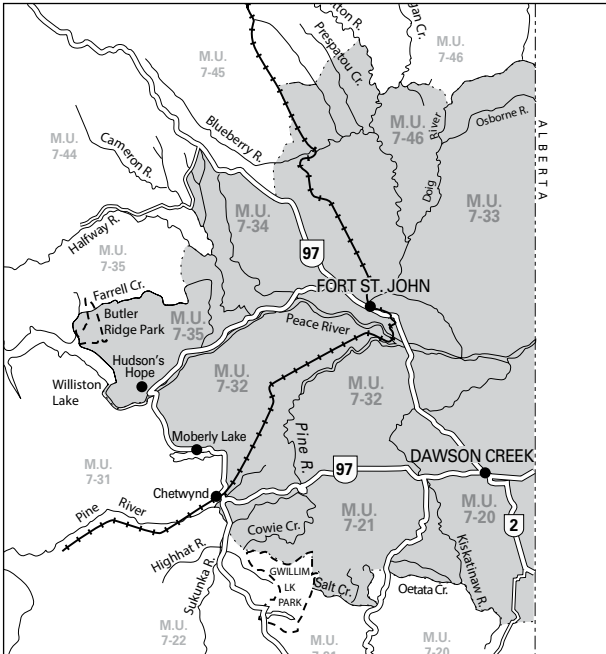 Prespatou Cr.
M.U.
7-45
M.U.
7-46
M.U.
7-44
Cameron R.
Blueberry R.
M.U.
7-46
Doig River
Osborne R.
ALBERTA
M.U.
7-34
M.U.
7-33
Halfway R.
M.U.
7-35
97
Farrell Cr.
Butler
Ridge Park
M.U.
7-35
FORT ST. JOHN
Peace River
Hudson's
Hope
Williston
Lake
M.U.
7-32
M.U.
7-32
Moberly Lake
Pine R.
M.U.
7-31
97
DAWSON CREEK
Chetwynd
Pine River
M.U.
7-21
M.U.
7-20
2
Cowie Cr.
Highhat R.
Sukunka R.
GWILLIM
LK
PARK
Salt Cr.
Oetata Cr.
Kiskatinaw R.
M.U.
7-22
M.U.
M.U.
7-20